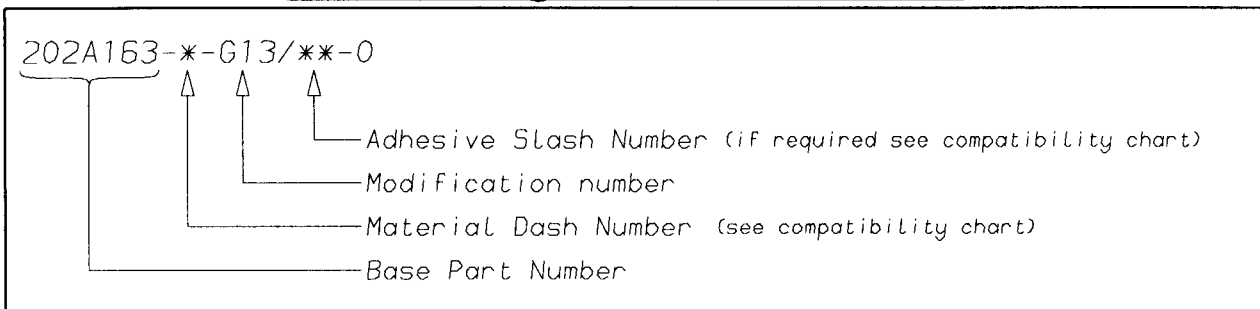 202A163-*-G13/**-0
Adhesive Slash Number (if required see compatibility chart)
Modification number
Material Dash Number (see compatibility chart)
Base Part Number